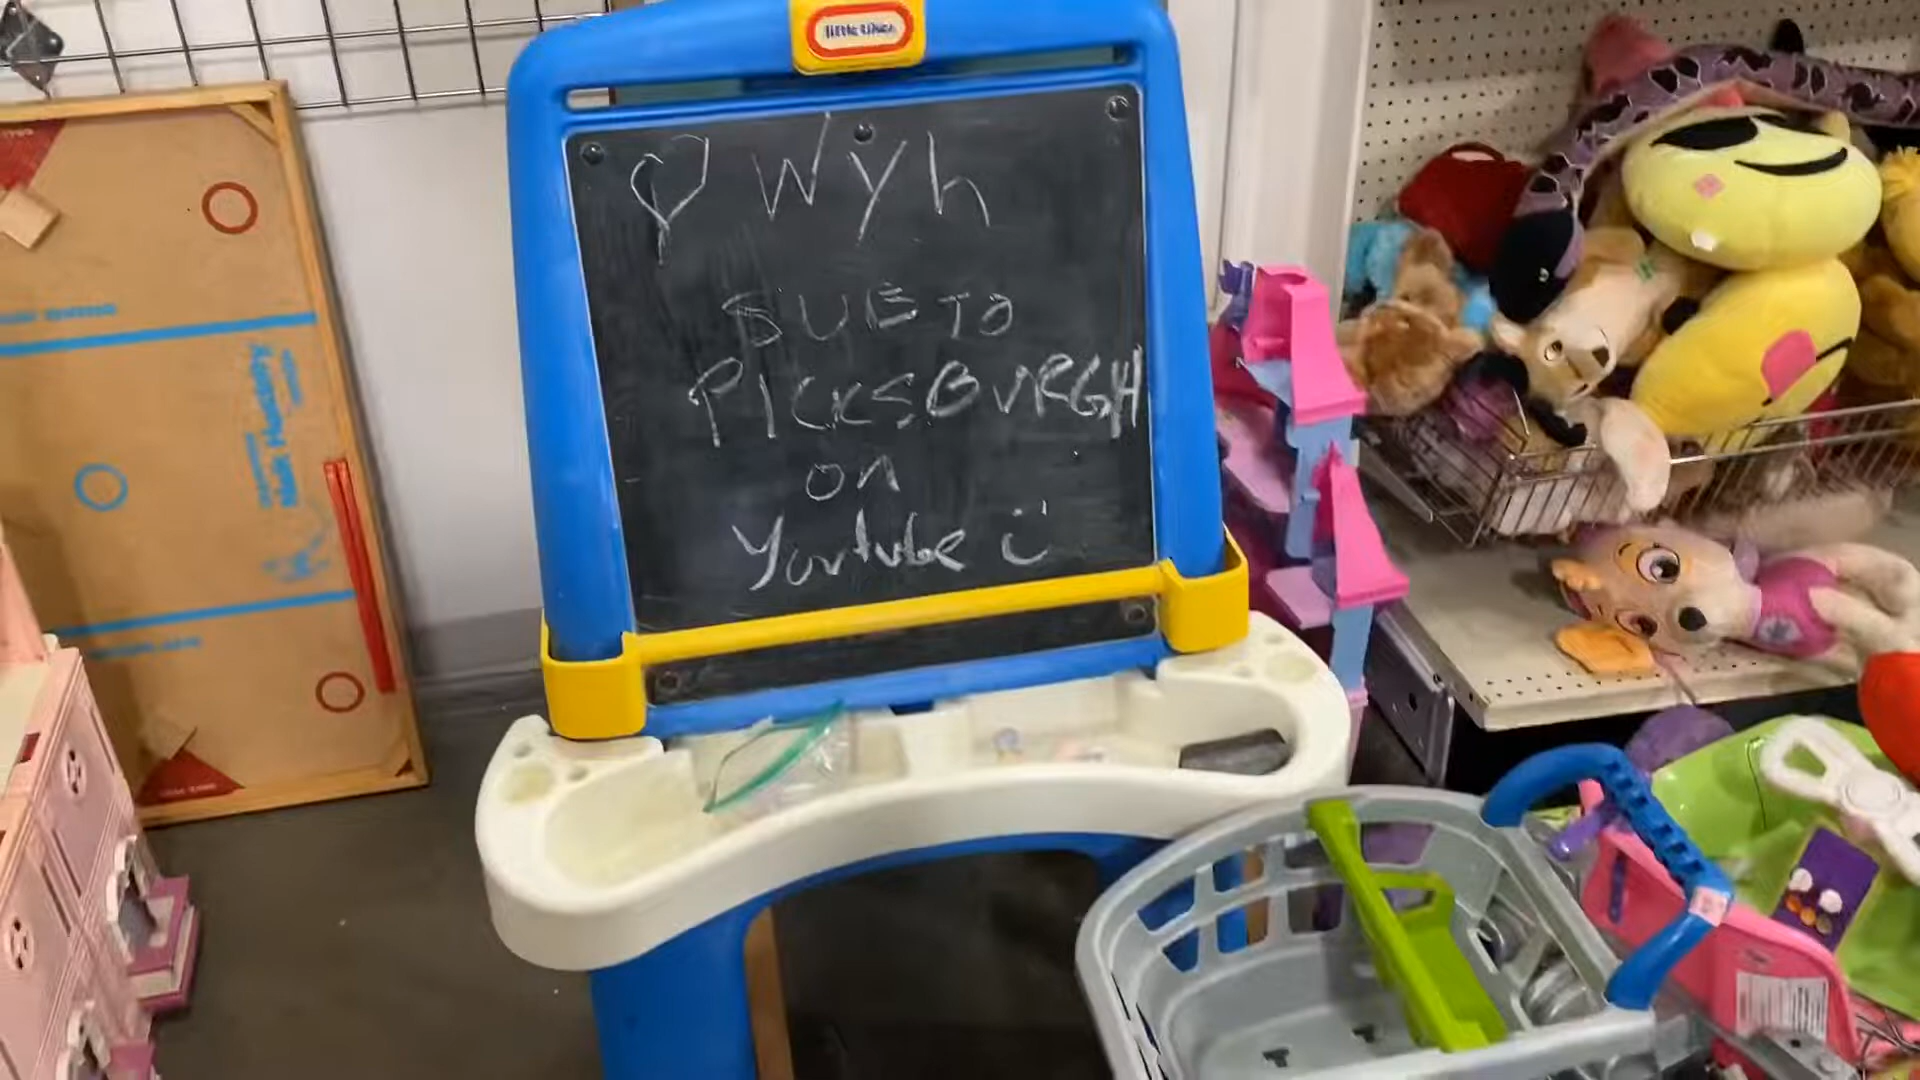 little tikes
Wyh
SUB TO
PICKSBURGH
on
Youtube